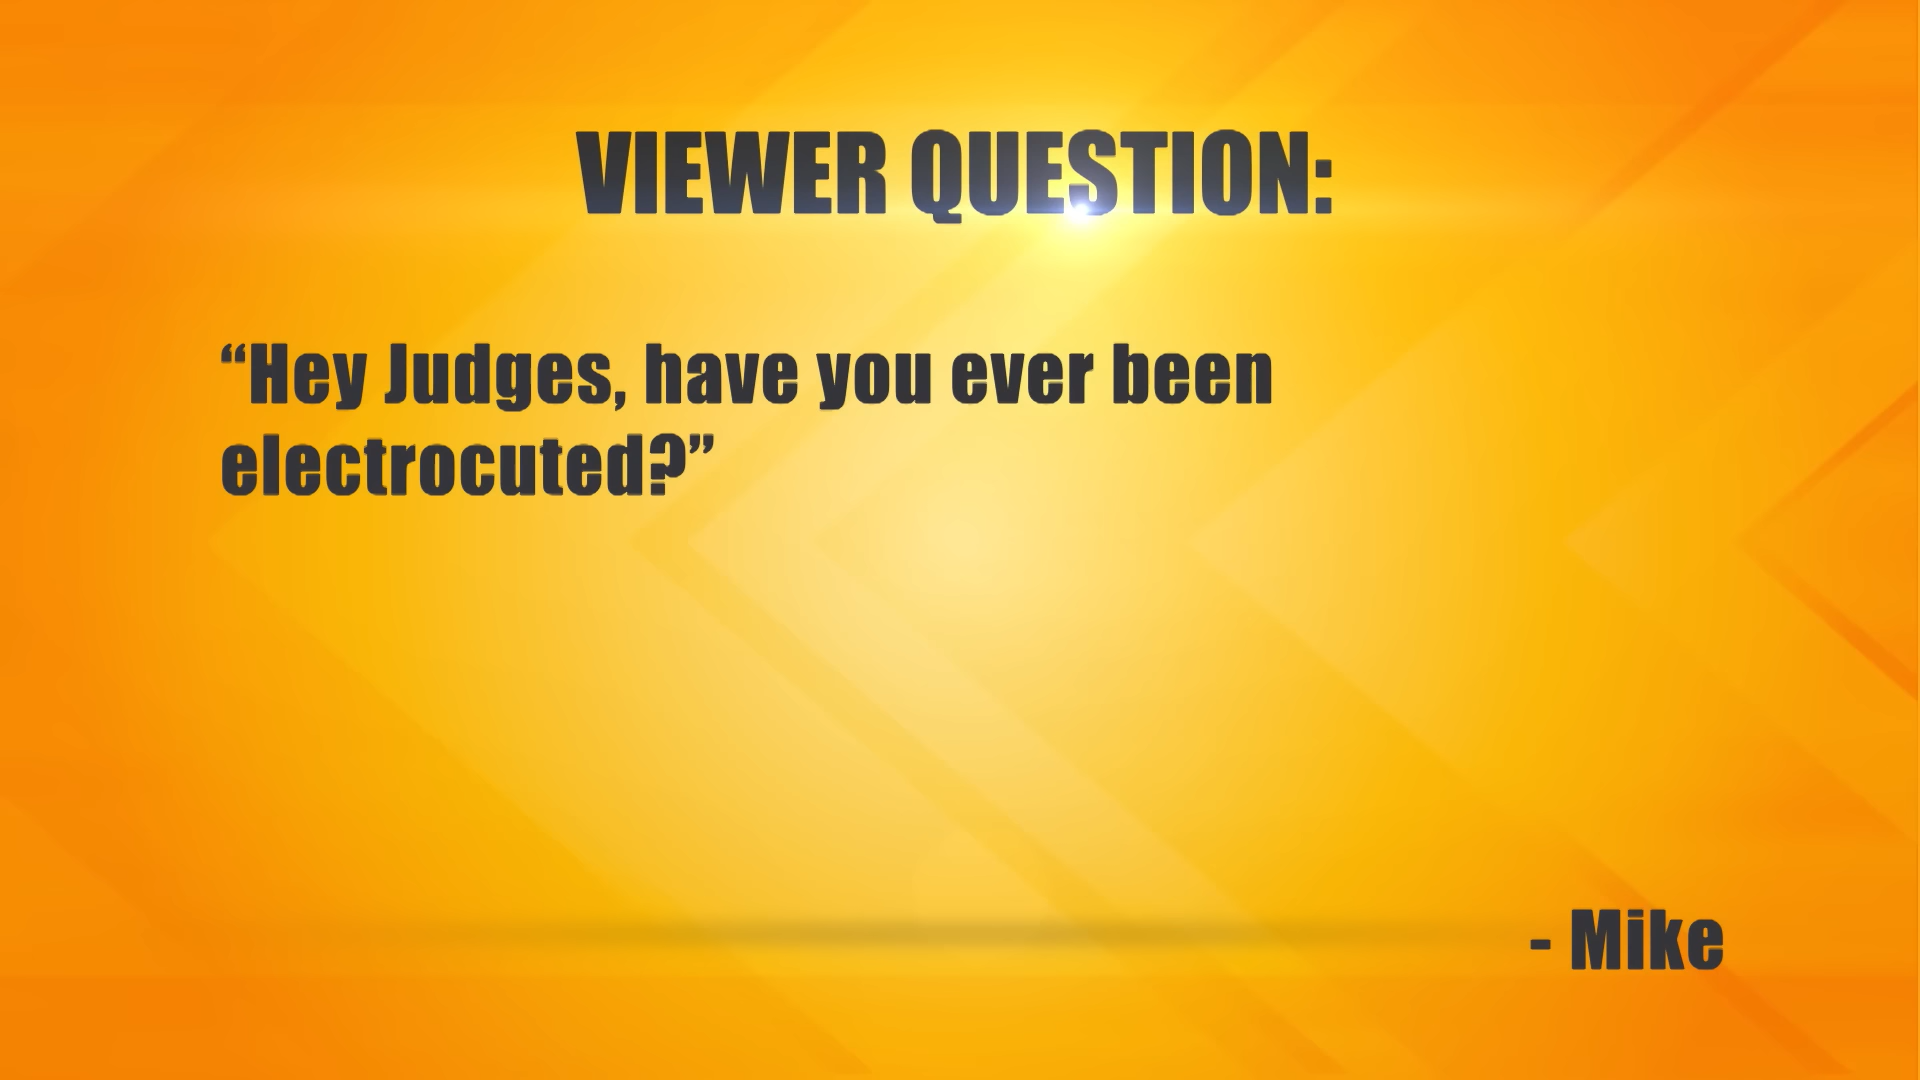 VIEWER QUESTION:
“Hey Judges, have you ever been
electrocuted?”
- Mike